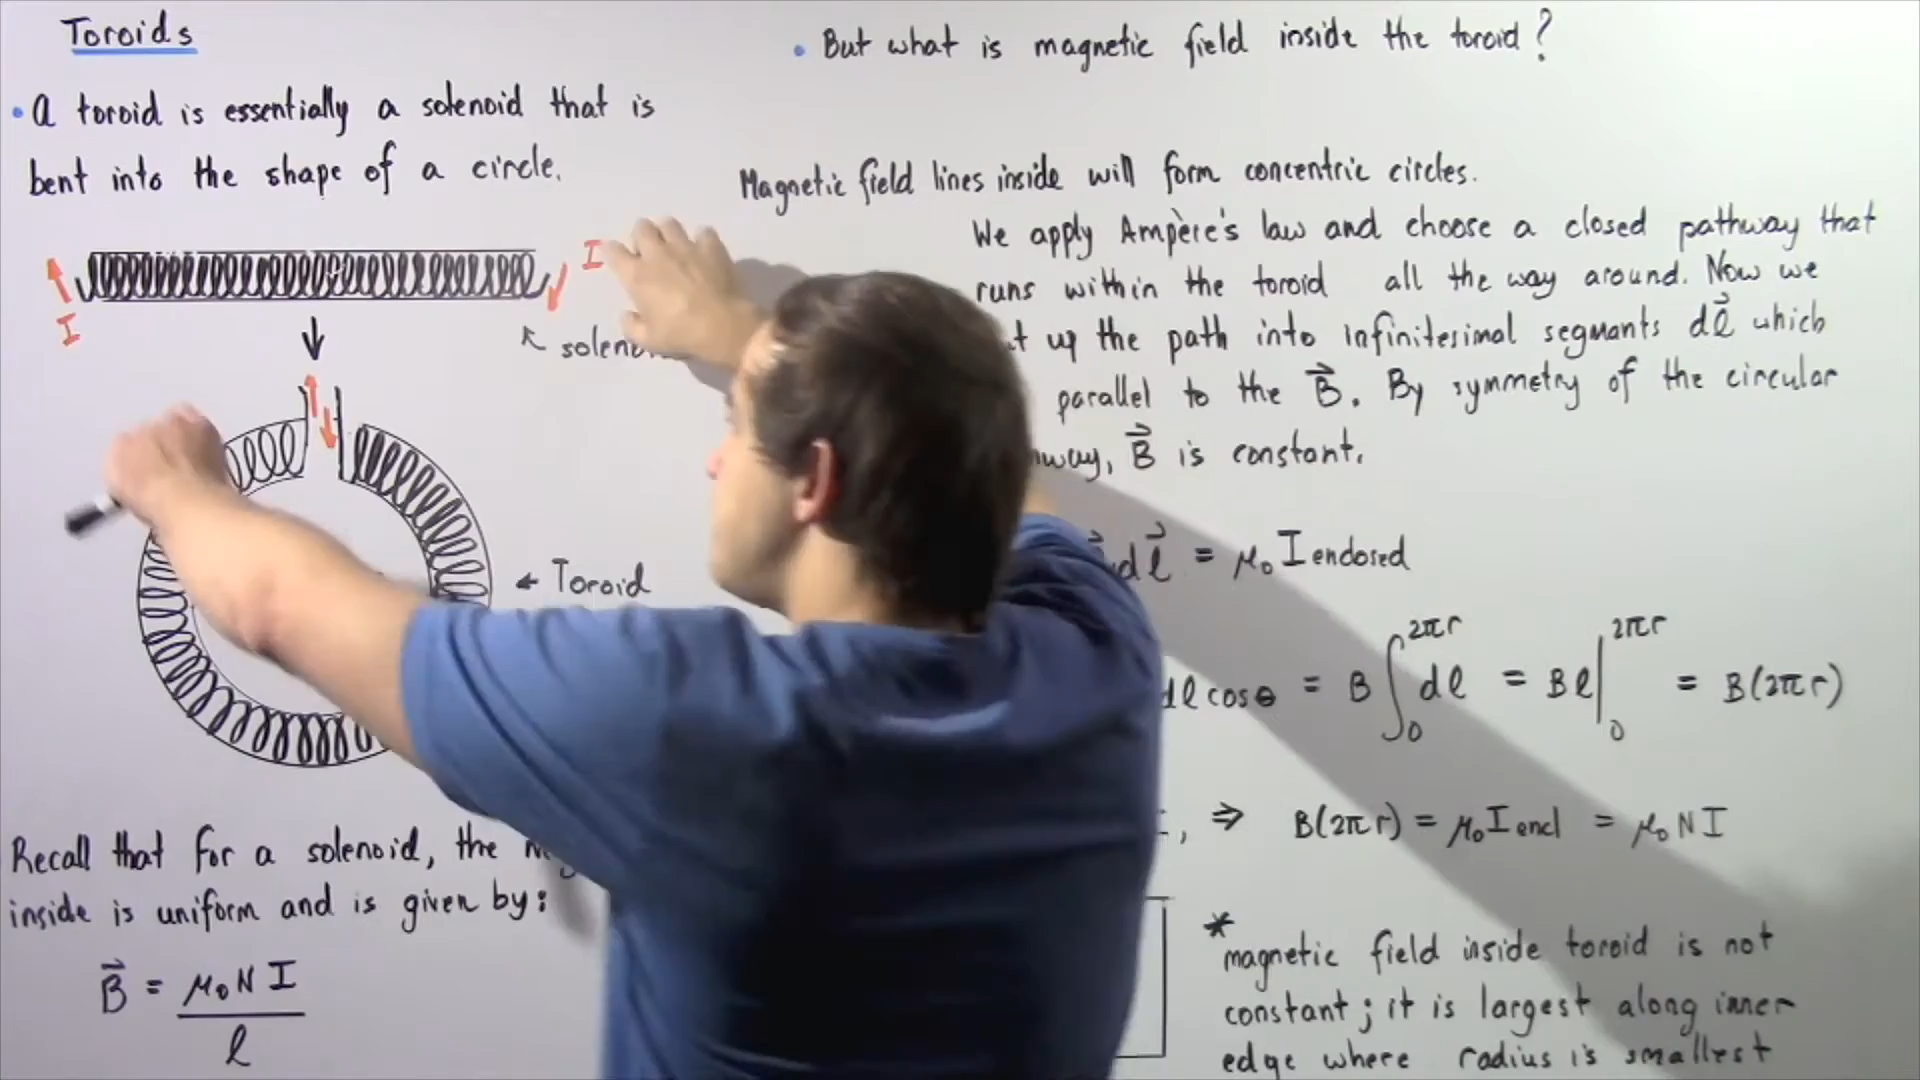 Toroids
• A toroid is essentially a solenoid that is
bent into the shape of a circle.
I
I
Toroid
Recall that for a solenoid, the
inside is uniform and is given by:
B⃗ = μ₀NI
l
• But what is magnetic field inside the toroid?
Magnetic field lines inside will form concentric circles.
We apply Ampère's law and choose a closed pathway that
runs within the toroid all the way around. Now we
up the path into infinitesimal segmants dl⃗ which
parallel to the B⃗. By symmetry of the circular
B⃗ is constant.
dl⃗ = μ₀ I enclosed
dl cosθ = B ∫₀^2πr dl = Bl |₀^2πr = B(2πr)
⇒ B(2πr) = μ₀ I encl = μ₀ N I
* magnetic field inside toroid is not
constant; it is largest along inner
edge where radius is smallest